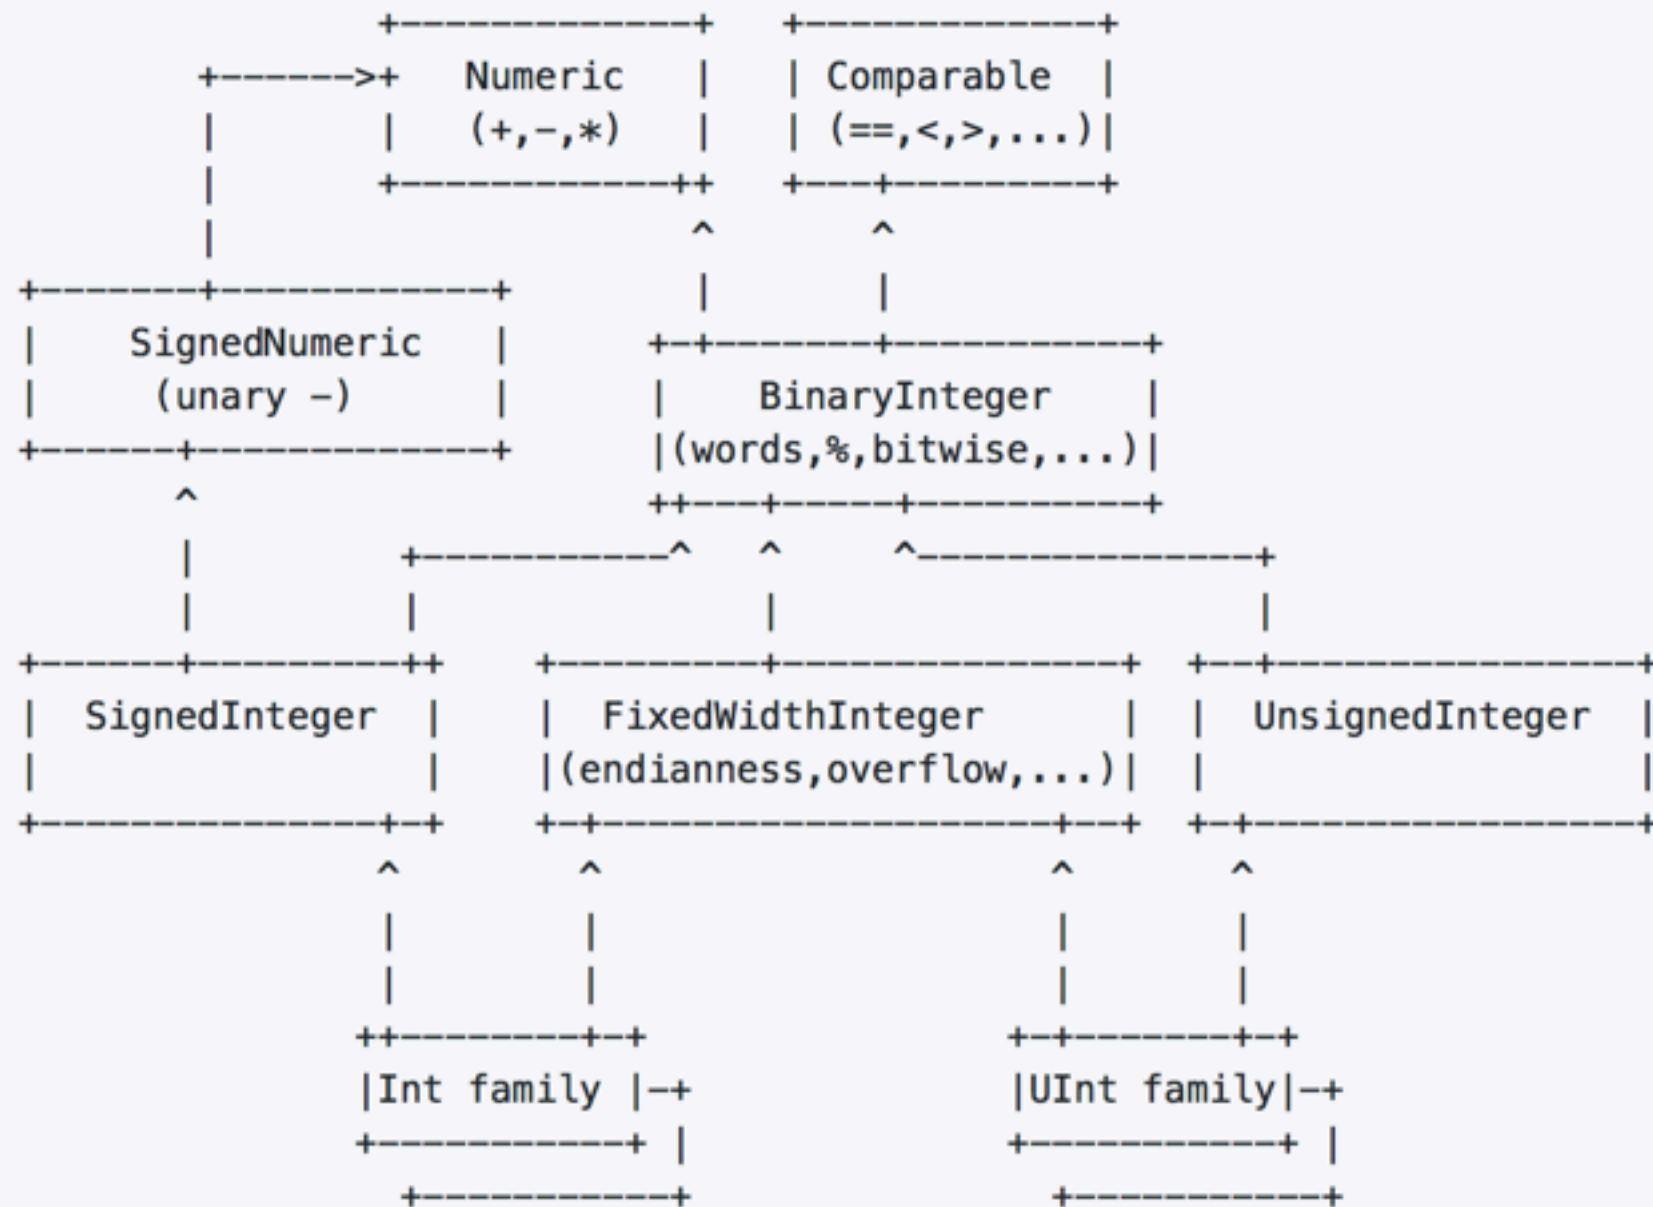 +-------------+   +-------------+
        +------>+   Numeric   |   | Comparable  |
        |       |   (+,-,*)   |   | (==,<,>,...)|
        |       +------------++   +---+---------+
        |                     ^       ^
+-------+------------+        |       |
|    SignedNumeric   |      +-+-------+-----------+
|     (unary -)      |      |    BinaryInteger    |
+------+-------------+      |(words,%,bitwise,...)|
       ^                    ++---+-----+----------+
       |         +-----------^   ^     ^---------------+
       |         |               |                     |
+------+---------++    +---------+---------------+  +--+----------------+
|  SignedInteger  |    |  FixedWidthInteger      |  |  UnsignedInteger  |
|                 |    |(endianness,overflow,...)|  |                   |
+---------------+-+    +-+--------------------+--+  +-+-----------------+
                ^        ^                    ^       ^
                |        |                    |       |
                |        |                    |       |
               ++--------+-+                +-+-------+-+
               |Int family |-+              |UInt family|-+
               +-----------+ |              +-----------+ |
                 +-----------+                +-----------+